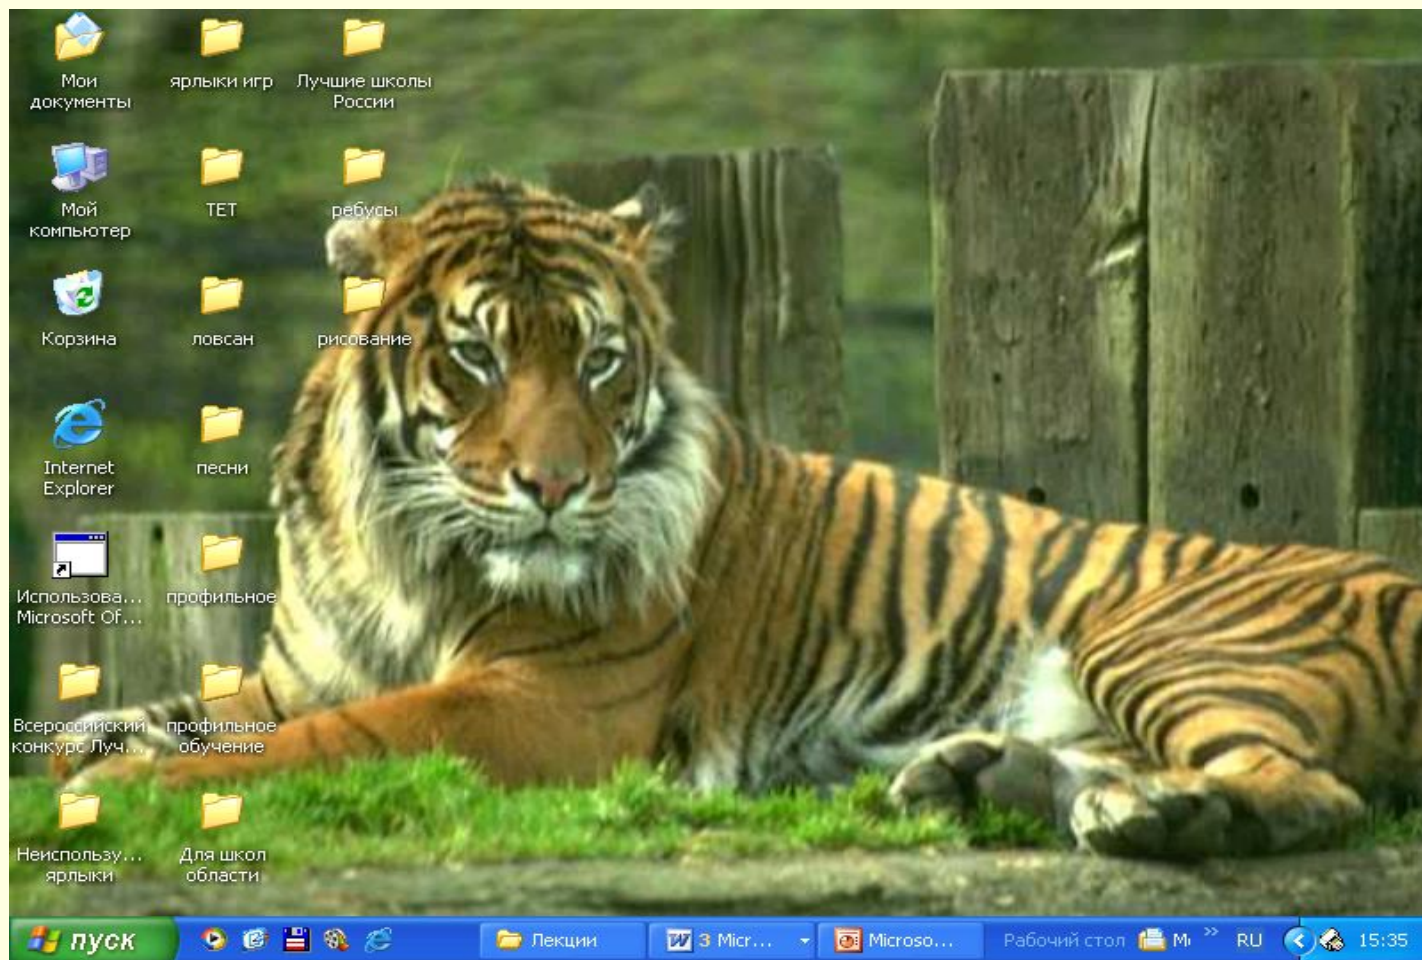 Мои
документы
ярлыки игр
Лучшие школы
России
Мой
компьютер
ТЕТ
ребусы
Корзина
ловсан
рисование
Internet
Explorer
песни
Использова...
Microsoft Of...
профильное
Всероссийский
конкурс Луч...
профильное
обучение
Неиспользу...
ярлыки
Для школ
области
пуск
Лекции
3 Micr...
Microso...
Рабочий стол
RU
15:35